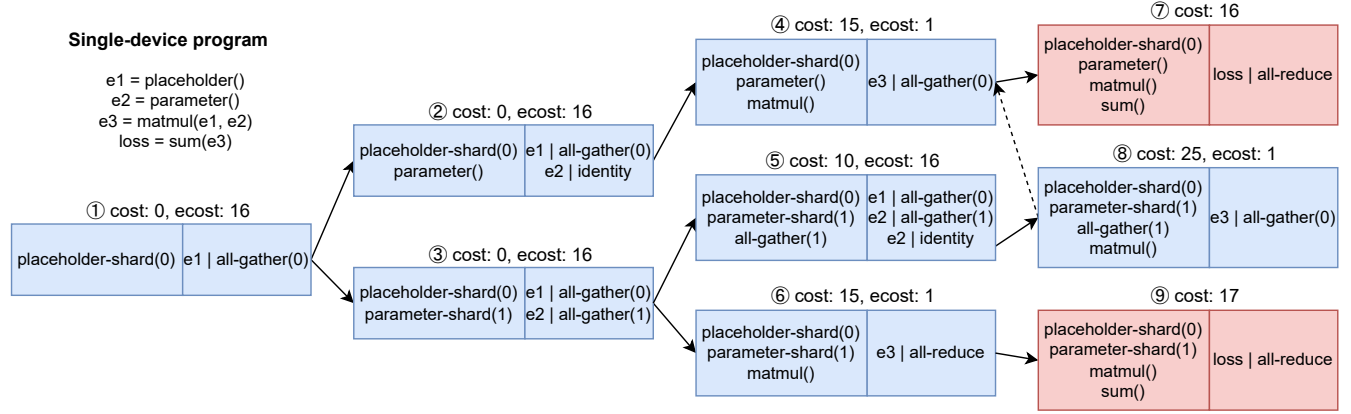 Single-device program
e1 = placeholder()
e2 = parameter()
e3 = matmul(e1, e2)
loss = sum(e3)
① cost: 0, ecost: 16
placeholder-shard(0)
e1 | all-gather(0)
② cost: 0, ecost: 16
placeholder-shard(0)
parameter()
e1 | all-gather(0)
e2 | identity
③ cost: 0, ecost: 16
placeholder-shard(0)
parameter-shard(1)
e1 | all-gather(0)
e2 | all-gather(1)
④ cost: 15, ecost: 1
placeholder-shard(0)
parameter()
matmul()
e3 | all-gather(0)
⑤ cost: 10, ecost: 16
placeholder-shard(0)
parameter-shard(1)
all-gather(1)
e1 | all-gather(0)
e2 | all-gather(1)
e2 | identity
⑥ cost: 15, ecost: 1
placeholder-shard(0)
parameter-shard(1)
matmul()
e3 | all-reduce
⑦ cost: 16
placeholder-shard(0)
parameter()
matmul()
sum()
loss | all-reduce
⑧ cost: 25, ecost: 1
placeholder-shard(0)
parameter-shard(1)
all-gather(1)
matmul()
e3 | all-gather(0)
⑨ cost: 17
placeholder-shard(0)
parameter-shard(1)
matmul()
sum()
loss | all-reduce